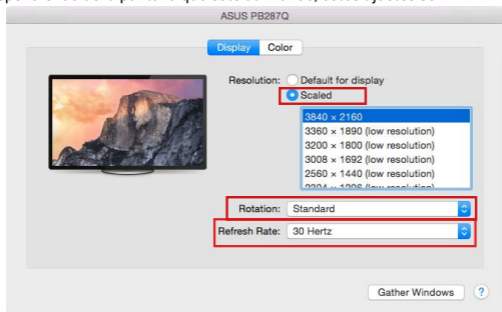 ASUS PB287Q
Display Color
Resolution: Default for display
Scaled
3840 × 2160
3360 × 1890 (low resolution)
3200 × 1800 (low resolution)
3008 × 1692 (low resolution)
2560 × 1440 (low resolution)
Rotation: Standard
Refresh Rate: 30 Hertz
Gather Windows ?